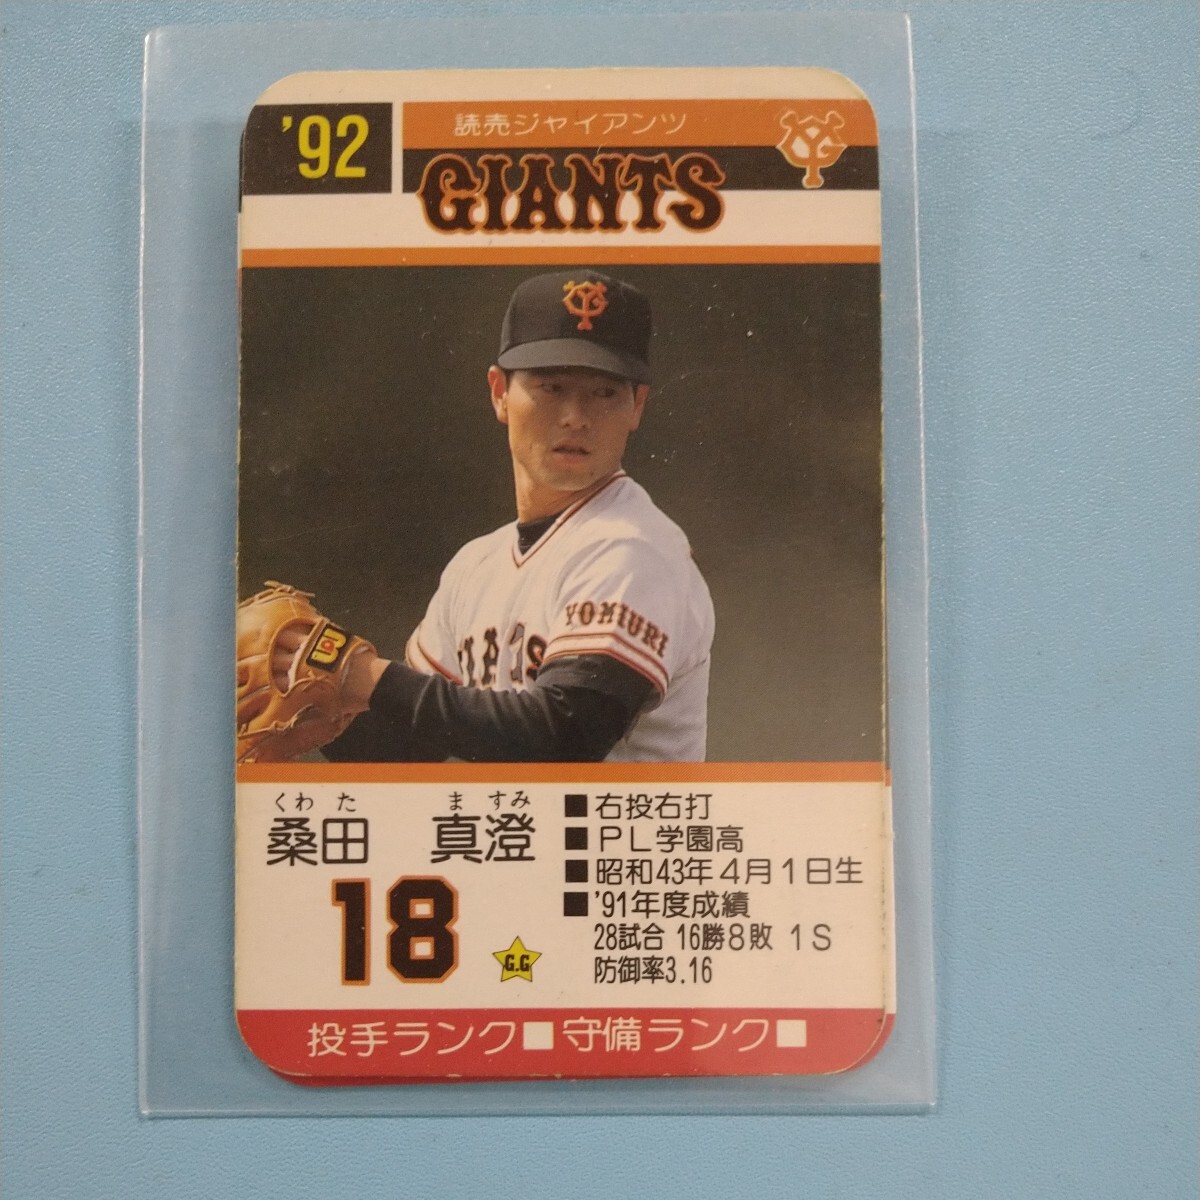 '92
読売ジャイアンツ
GIANTS
YG
YG
YOMIURI
くわ た ま すみ
桑田 真澄
18
G.G
■右投右打
■PL学園高
■昭和43年4月1日生
■'91年度成績
28試合 16勝8敗 1S
防御率3.16
投手ランク■守備ランク■